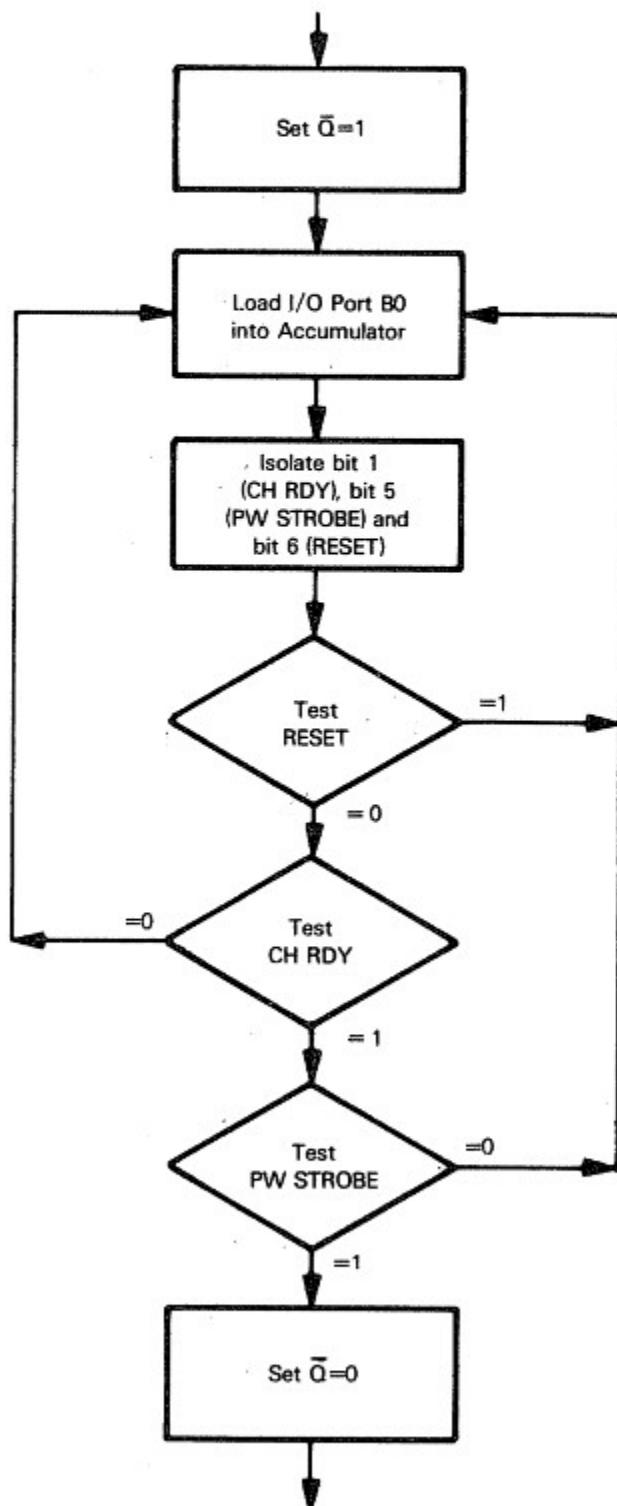 Set Q̅=1
Load I/O Port B0
into Accumulator
Isolate bit 1
(CH RDY), bit 5
(PW STROBE) and
bit 6 (RESET)
Test
RESET
=1
=0
=0
Test
CH RDY
=1
Test
PW STROBE
=0
=1
Set Q̅=0